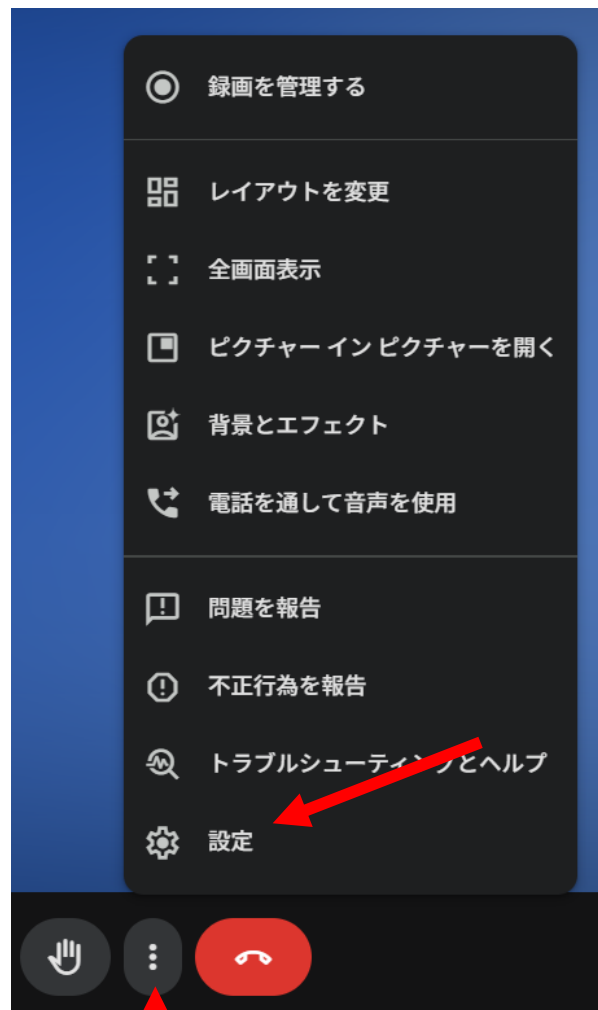 録画を管理する
レイアウトを変更
全画面表示
ピクチャー イン ピクチャーを開く
背景とエフェクト
電話を通して音声を使用
問題を報告
不正行為を報告
トラブルシューティングとヘルプ
設定